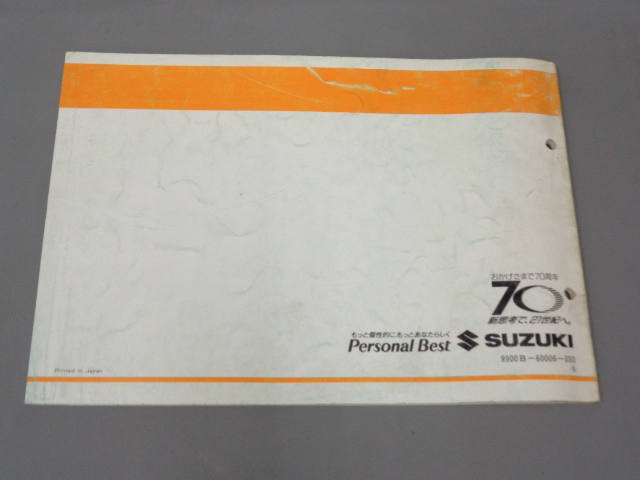 おかげさまで70周年
70
新思考で、21世紀へ。
もっと個性的に、もっとあなたらしく
Personal Best SUZUKI
9900B-60006-
Printed in Japan